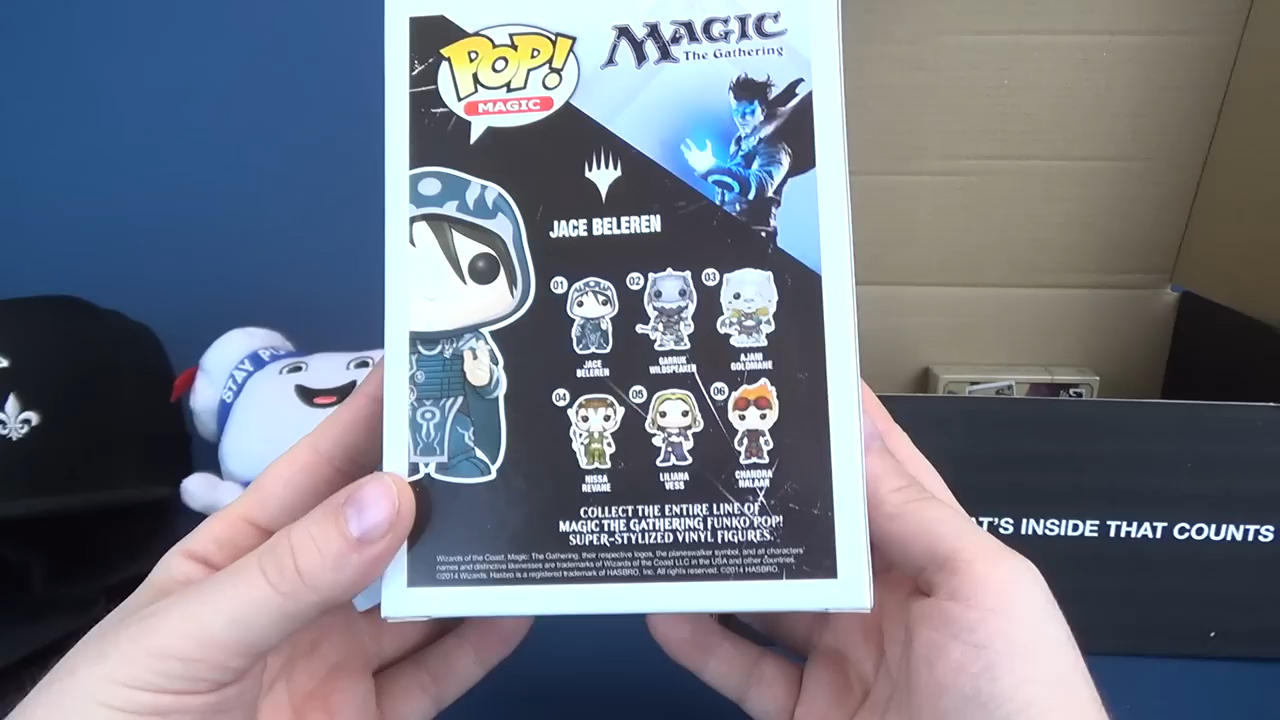 POP!
MAGIC
MAGIC
The Gathering
JACE BELEREN
01
02
03
JACE
BELEREN
GARRUK
WILDSPEAKER
AJANI
GOLDMANE
04
05
06
NISSA
REVANE
LILIANA
VESS
CHANDRA
NALAAR
COLLECT THE ENTIRE LINE OF
MAGIC THE GATHERING FUNKO POP!
SUPER-STYLIZED VINYL FIGURES.
Wizards of the Coast, Magic: The Gathering, their respective logos, the planeswalker symbol, and all characters'
names and distinctive likenesses are trademarks of Wizards of the Coast LLC in the USA and other countries.
©2014 Wizards. Hasbro is a registered trademark of HASBRO, Inc. All rights reserved. ©2014 HASBRO.
STAY PU
AT'S INSIDE THAT COUNTS